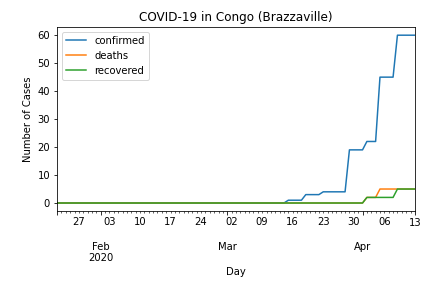 COVID-19 in Congo (Brazzaville)
confirmed
deaths
recovered
Number of Cases
60
50
40
30
20
10
0
27 03 10 17 24 02 09 16 23 30 06 13
Feb Mar Apr
2020
Day